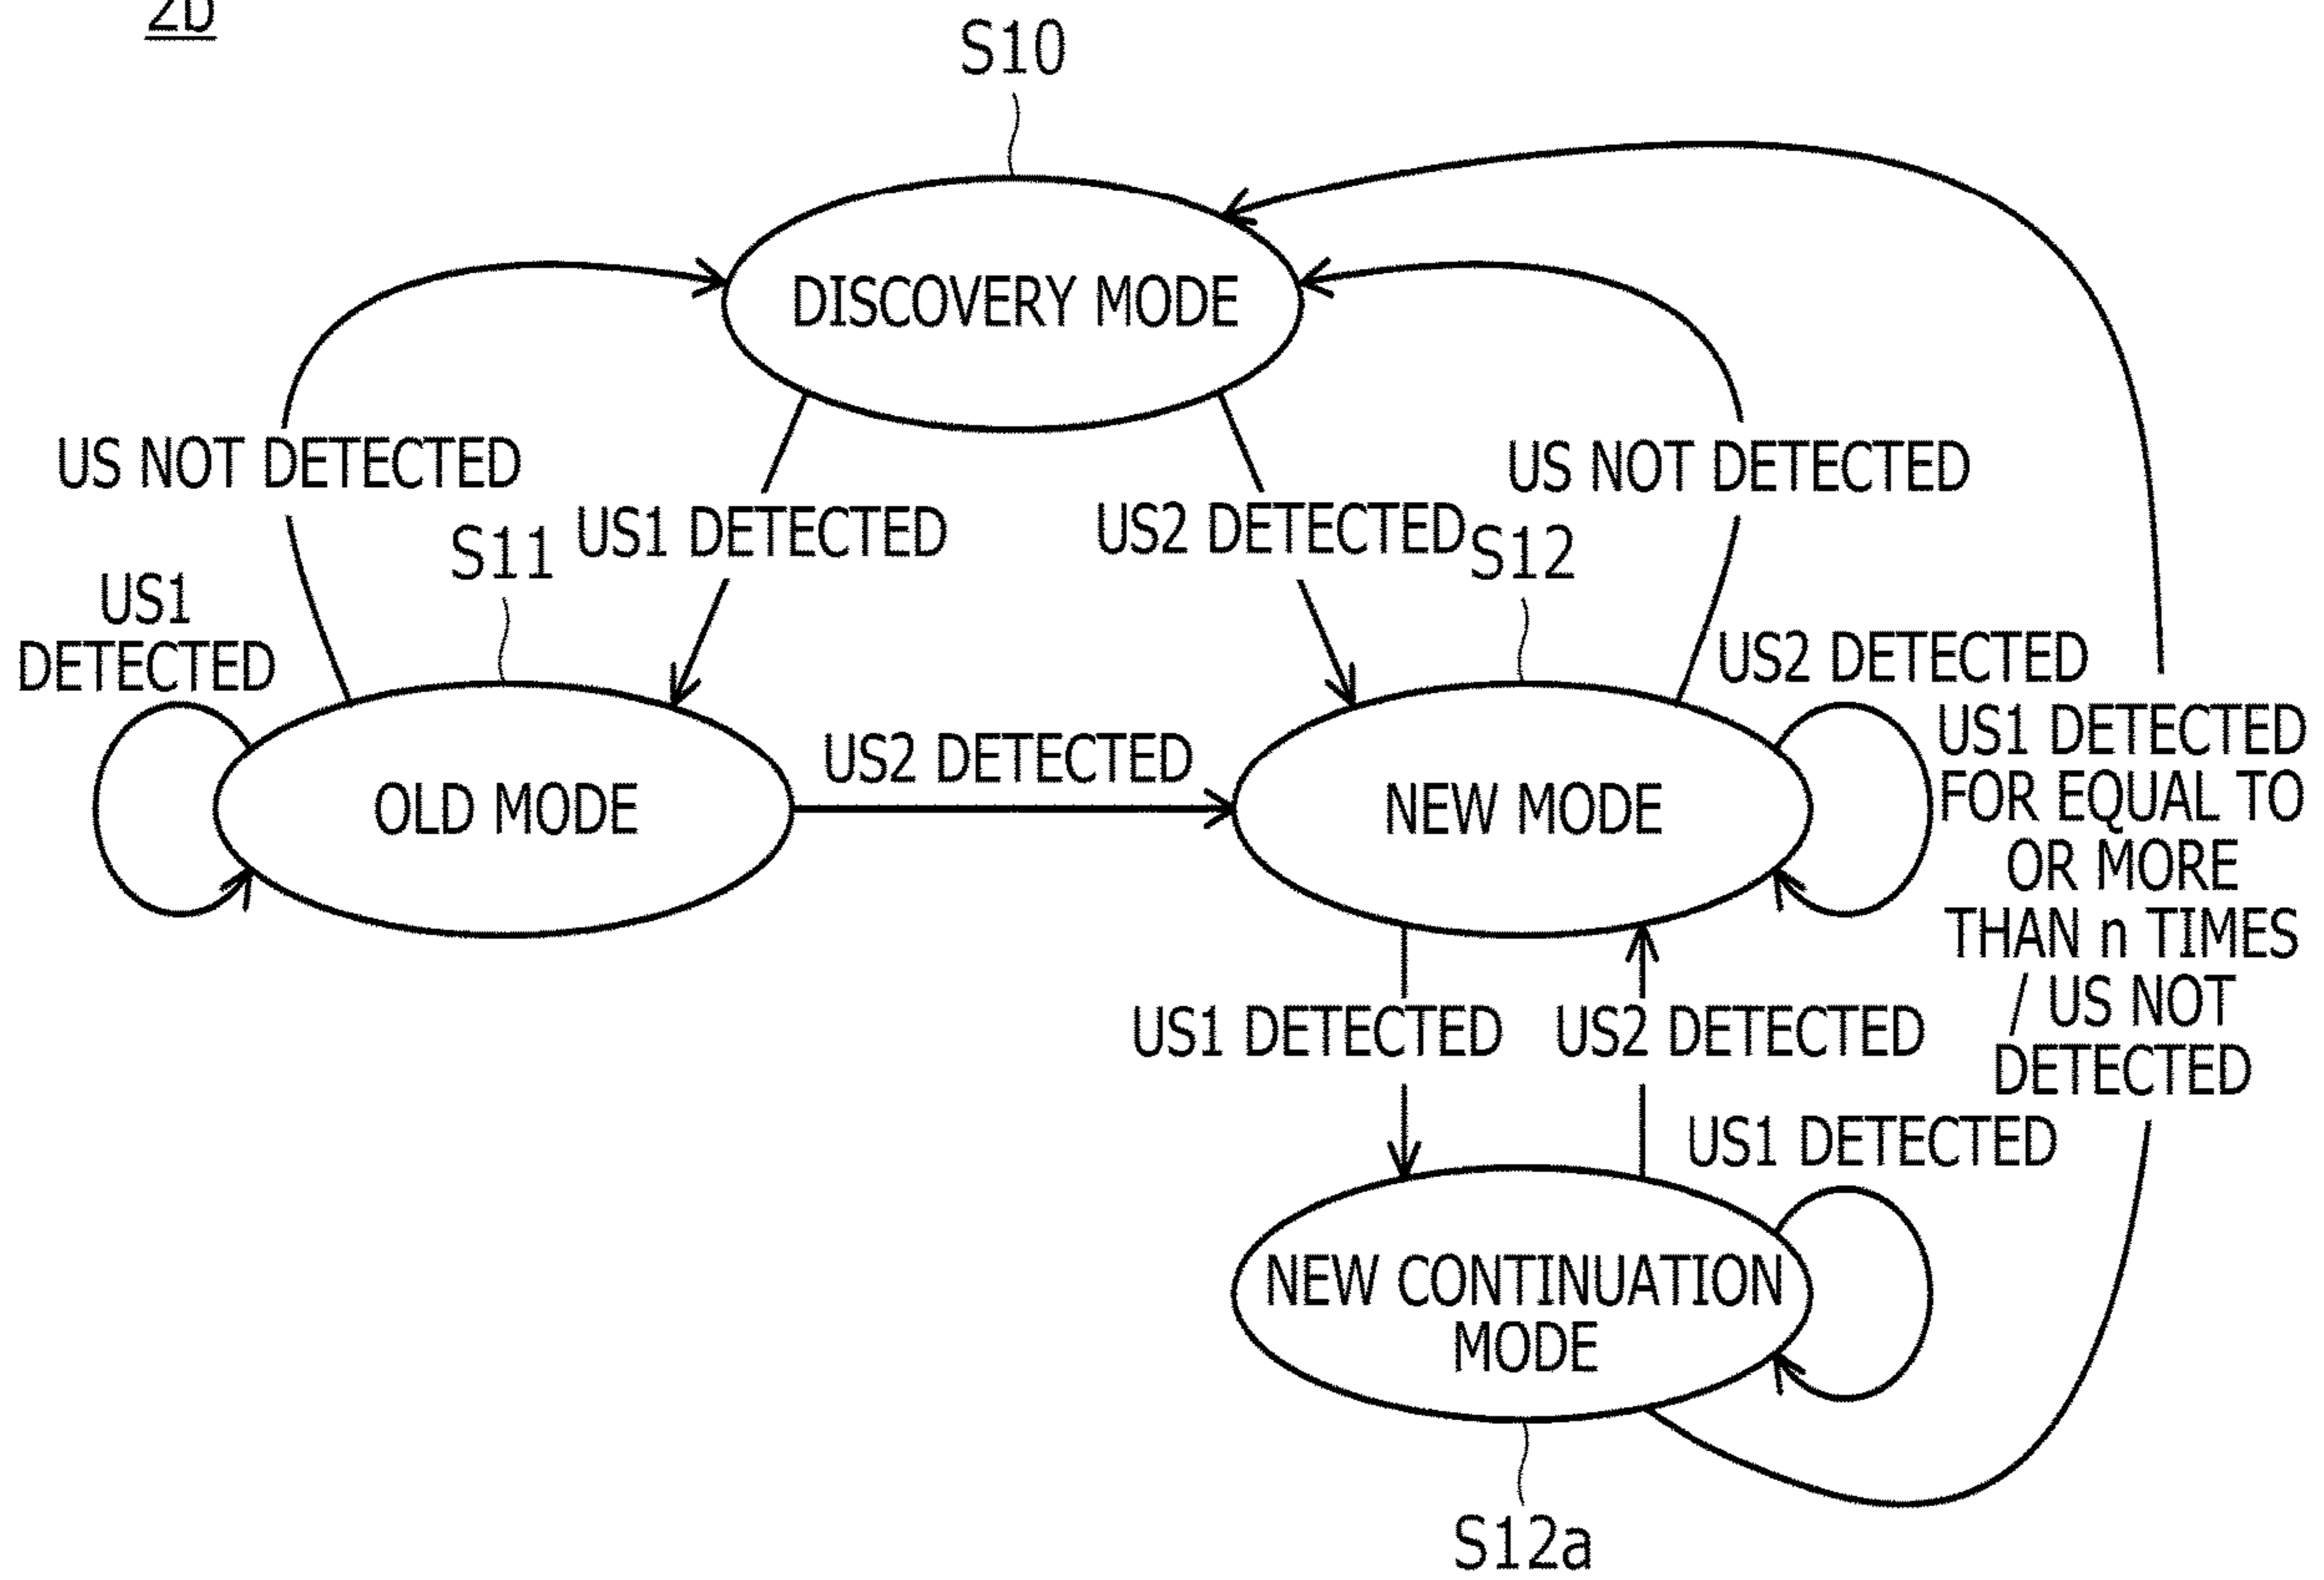 2b
S10
DISCOVERY MODE
US NOT DETECTED
US1 DETECTED
US2 DETECTED
US NOT DETECTED
S11
S12
US1
DETECTED
US2 DETECTED
OLD MODE
US2 DETECTED
NEW MODE
US1 DETECTED
FOR EQUAL TO
OR MORE
THAN n TIMES
/ US NOT
DETECTED
US1 DETECTED
US2 DETECTED
US1 DETECTED
NEW CONTINUATION
MODE
S12a